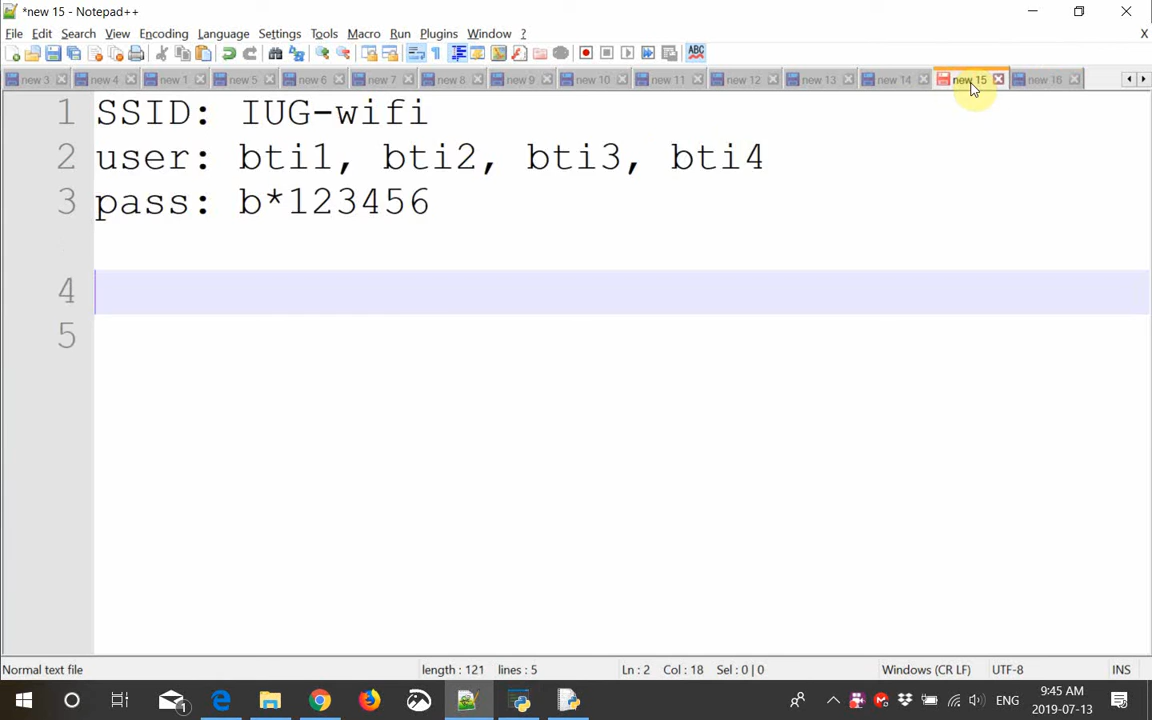 *new 15 - Notepad++
File Edit Search View Encoding Language Settings Tools Macro Run Plugins Window ?
X
ABC
new 3 new 4 new 1 new 5 new 6 new 7 new 8 new 9 new 10 new 11 new 12 new 13 new 14 new 15 new 16
1 SSID: IUG-wifi
2 user: bti1, bti2, bti3, bti4
3 pass: b*123456
4
5
Normal text file length : 121 lines : 5 Ln : 2 Col : 18 Sel : 0 | 0 Windows (CR LF) UTF-8 INS
1 ENG 9:45 AM
2019-07-13